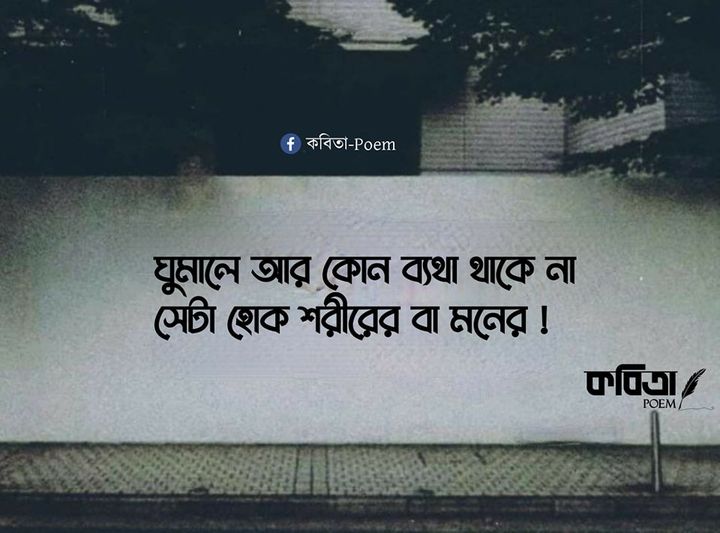 কবিতা-Poem
ঘুমালে আর কোন ব্যথা থাকে না
সেটা হোক শরীরের বা মনের !
কবিতা
POEM